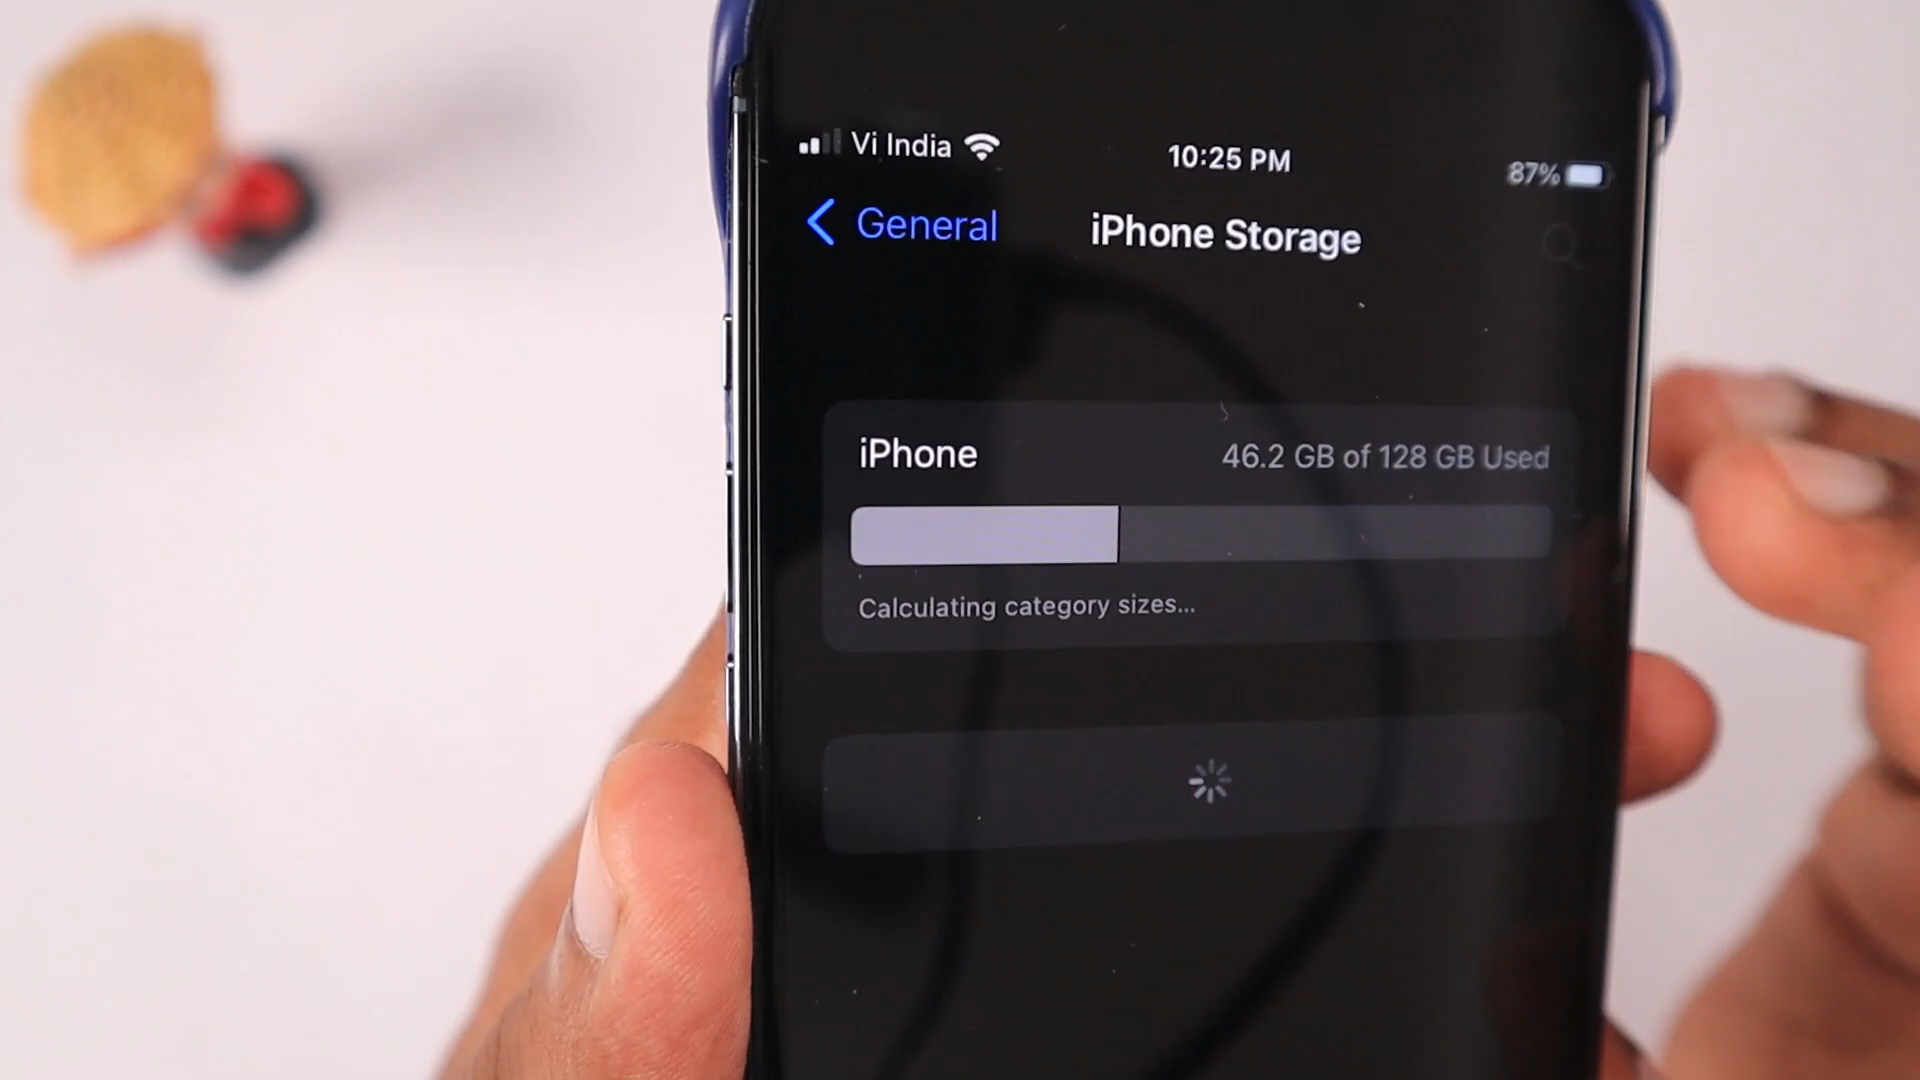 Vi India
10:25 PM
87%
General
iPhone Storage
iPhone
46.2 GB of 128 GB Used
Calculating category sizes...